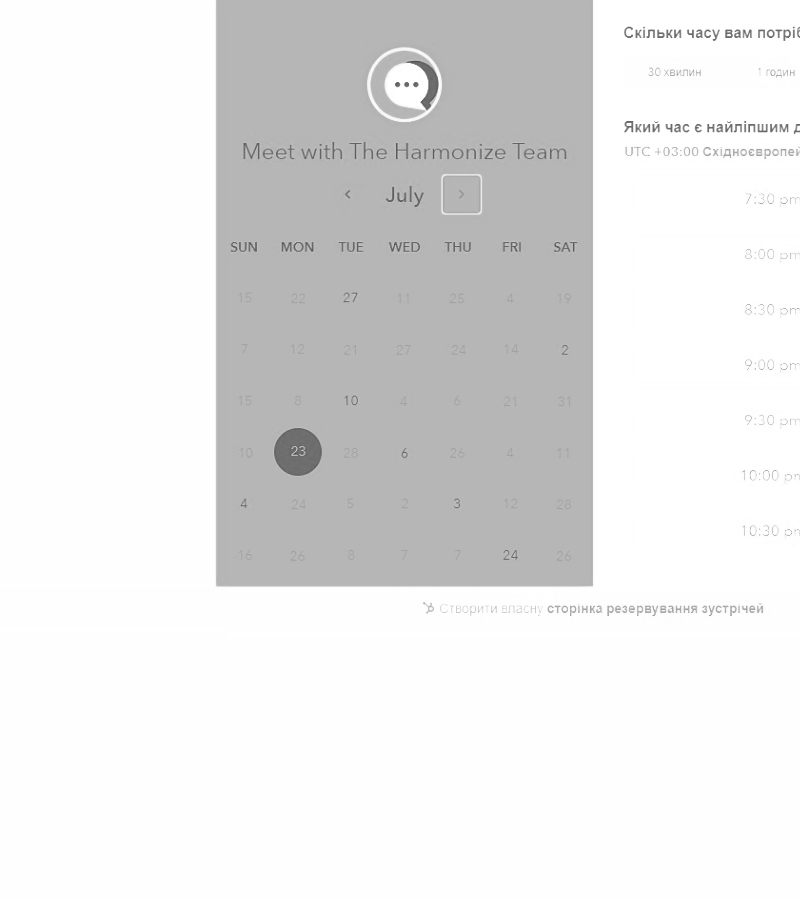 Meet with The Harmonize Team
July
SUN MON TUE WED THU FRI SAT
15 22 27 11 25 4 19
7 12 21 27 24 14 2
15 8 10 4 6 21 31
10 23 28 6 26 4 11
4 24 5 2 3 12 28
16 26 8 7 7 24 26
Скільки часу вам потріб
30 хвилин 1 годин
Який час є найліпшим д
UTC +03:00 Східноєвропей
7:30 pm
8:00 pm
8:30 pm
9:00 pm
9:30 pm
10:00 pm
10:30 pm
Створити власну сторінка резервування зустрічей